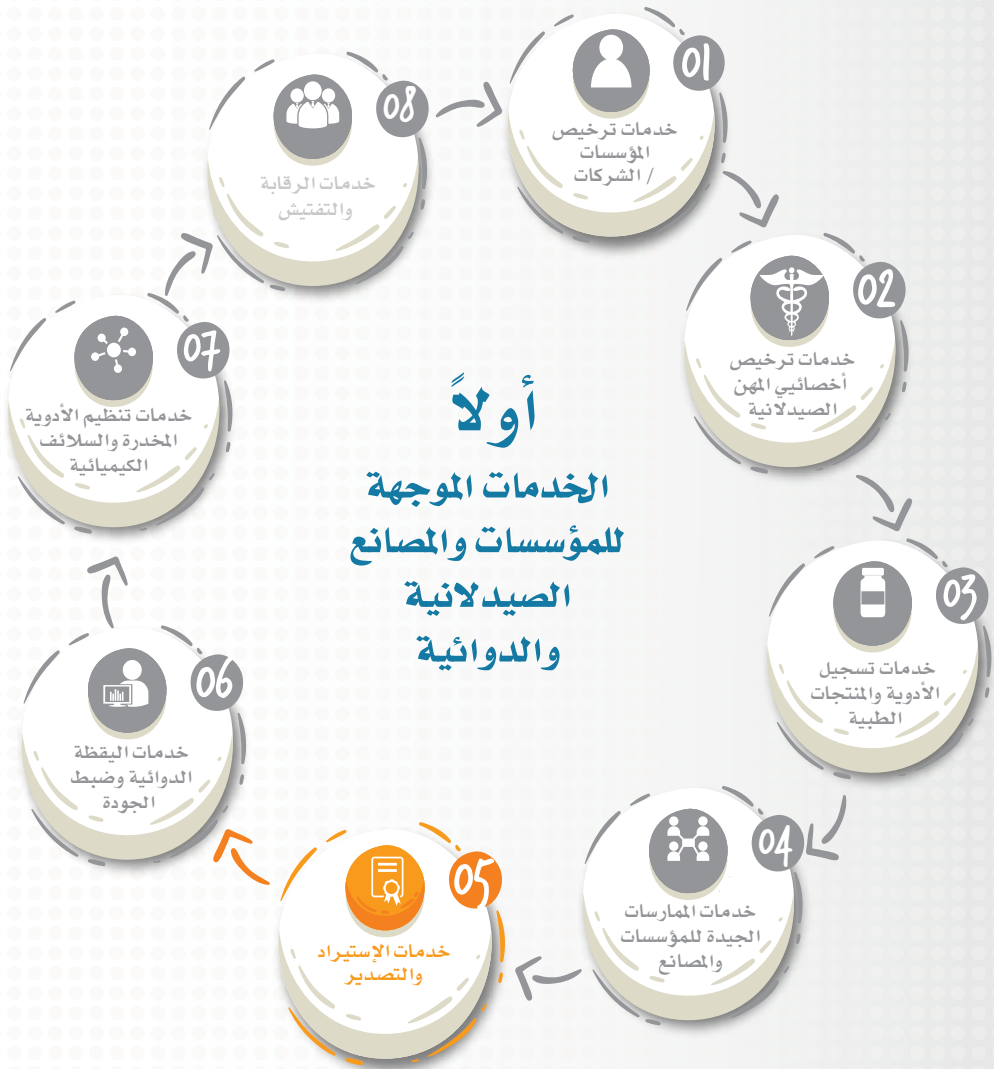 أولاً
الخدمات الموجهة
للمؤسسات والمصانع
الصيدلانية
والدوائية
01
خدمات ترخيص
المؤسسات
/ الشركات
02
خدمات ترخيص
أخصائيي المهن
الصيدلانية
03
خدمات تسجيل
الأدوية والمنتجات
الطبية
04
خدمات الممارسات
الجيدة للمؤسسات
والمصانع
05
خدمات الإستيراد
والتصدير
06
خدمات اليقظة
الدوائية وضبط
الجودة
07
خدمات تنظيم الأدوية
المخدرة والسلائف
الكيميائية
08
خدمات الرقابة
والتفتيش